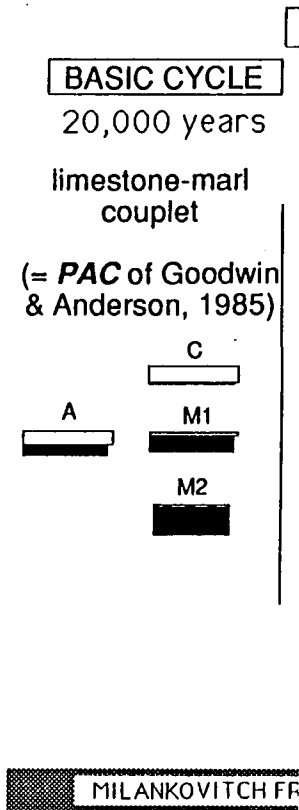 BASIC CYCLE
20,000 years
limestone-marl
couplet
(= PAC of Goodwin
& Anderson, 1985)
C
A
M1
M2
MILANKOVITCH FR